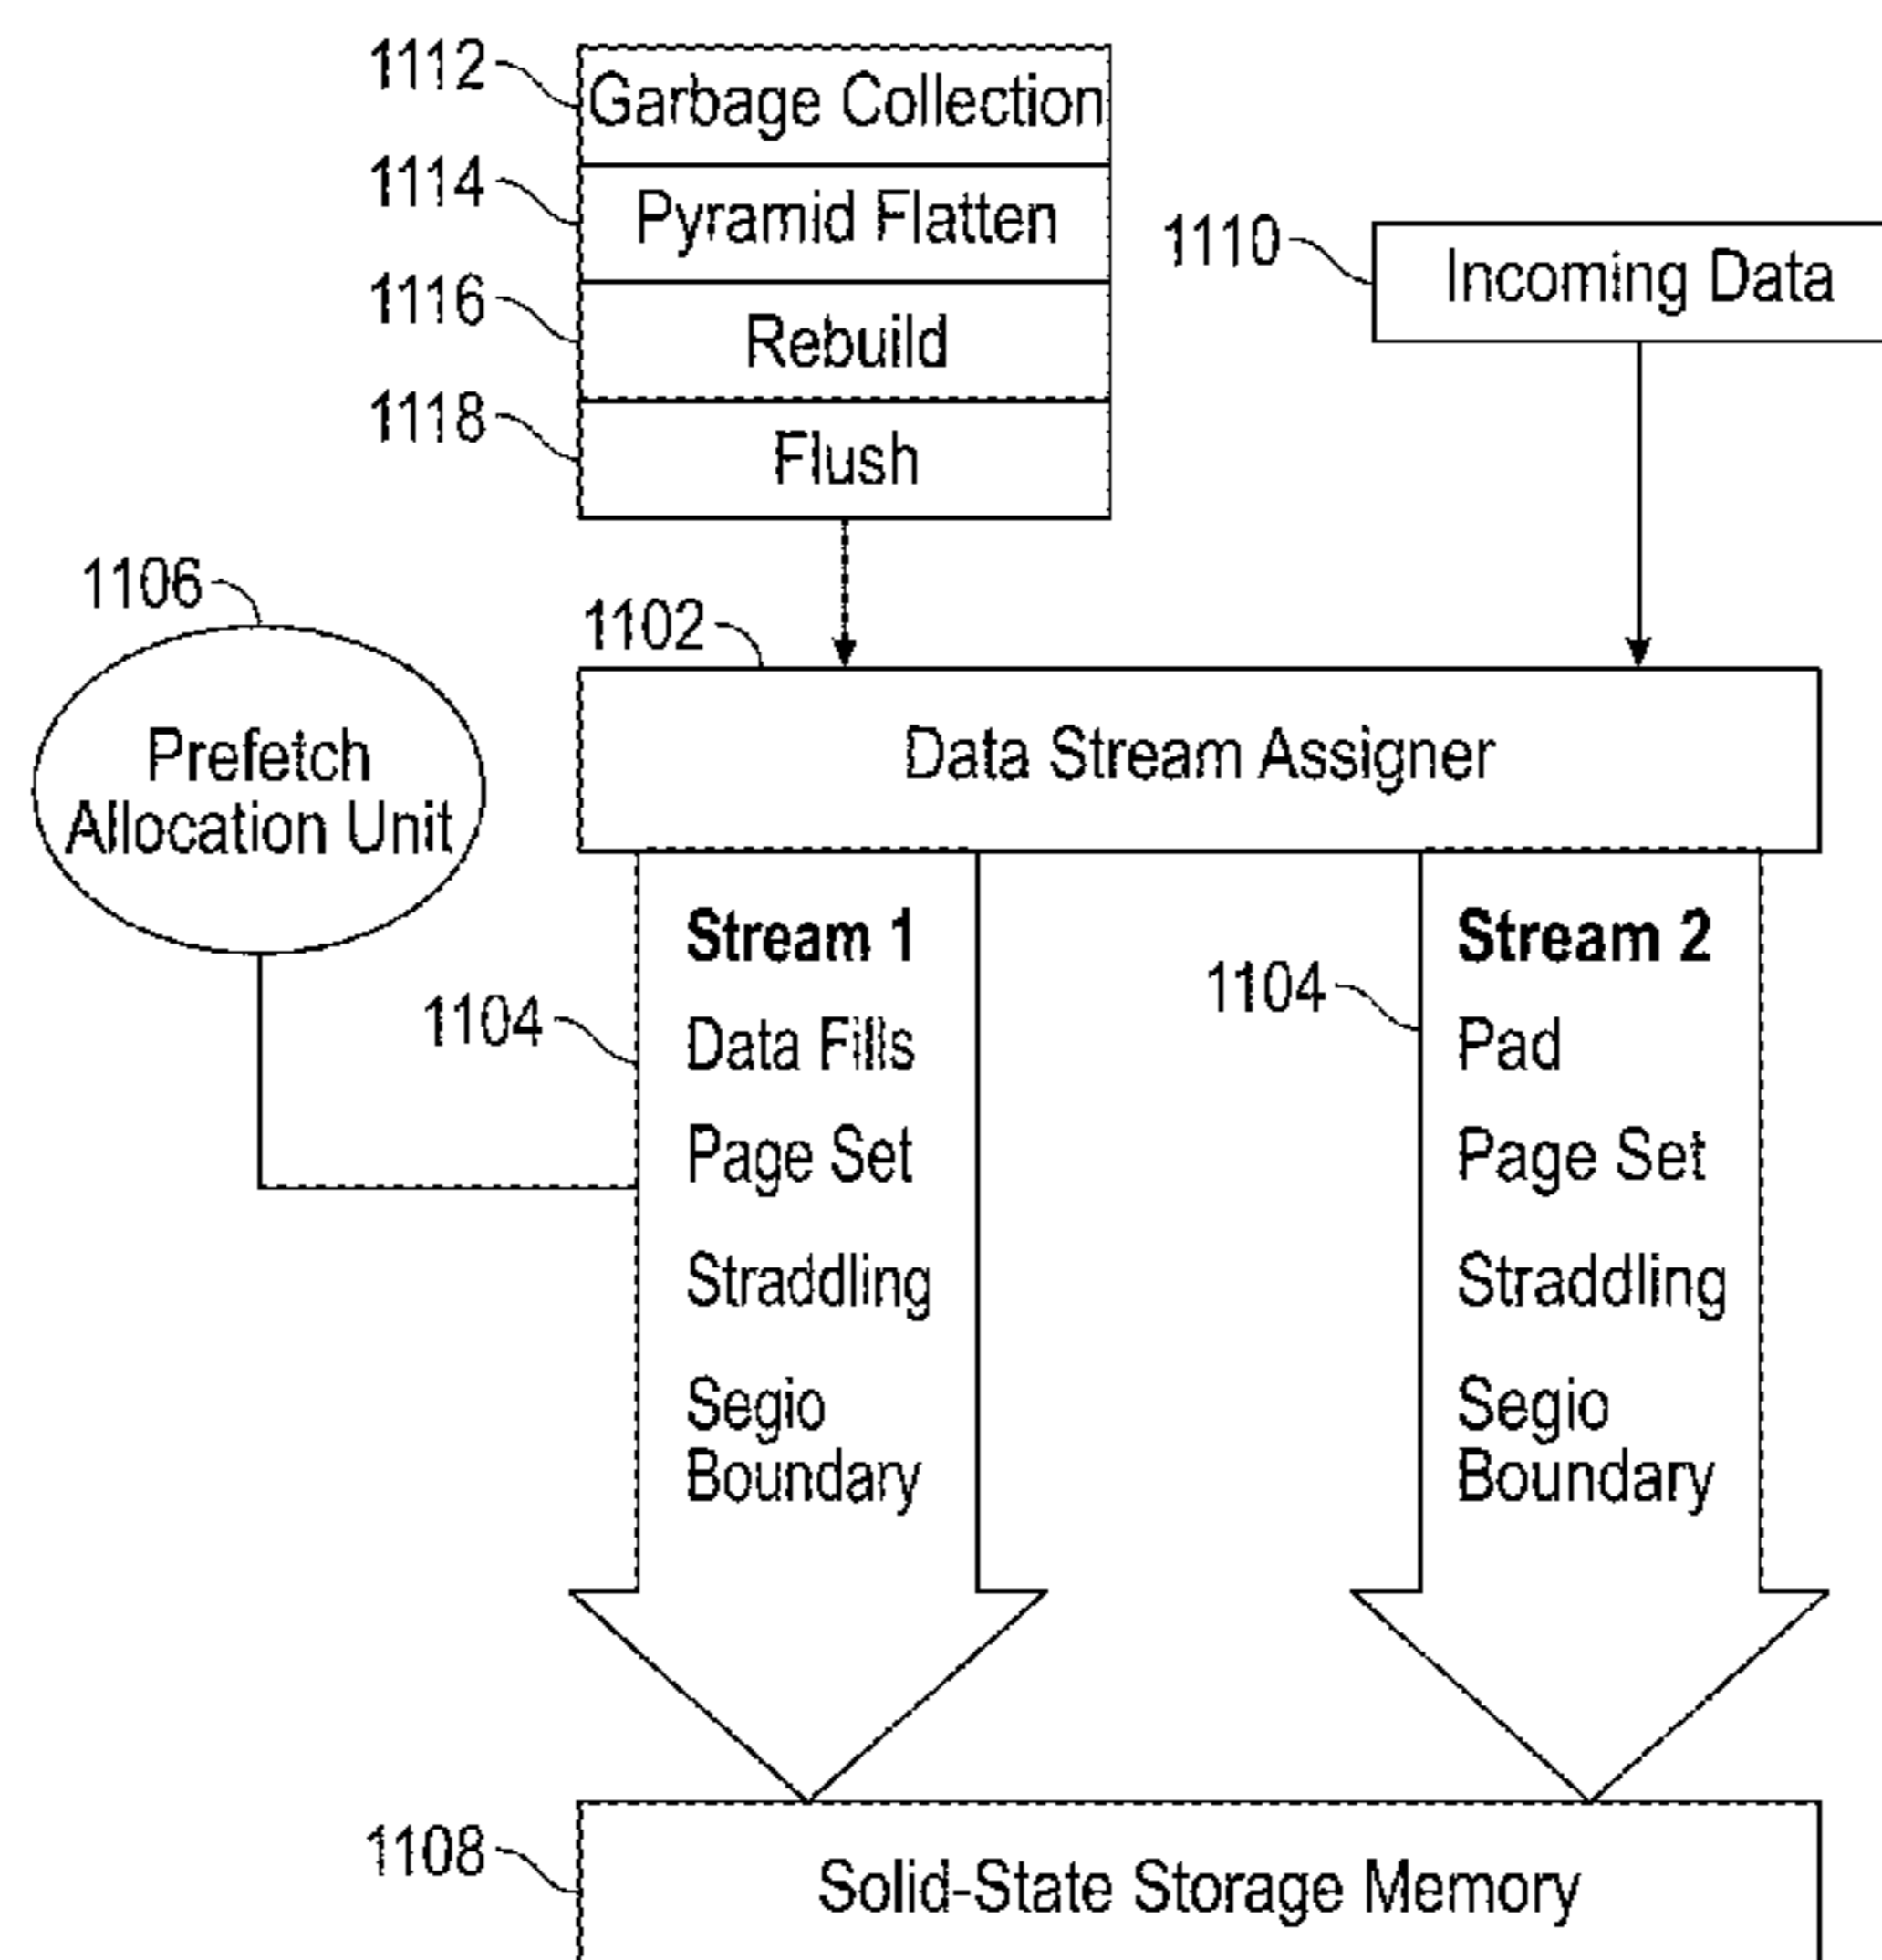 1112
Garbage Collection
1114
Pyramid Flatten
1116
Rebuild
1118
Flush
1110
Incoming Data
1106
Prefetch
Allocation Unit
1102
Data Stream Assigner
1104
Stream 1
Data Fills
Page Set
Straddling
Segio
Boundary
1104
Stream 2
Pad
Page Set
Straddling
Segio
Boundary
1108
Solid-State Storage Memory